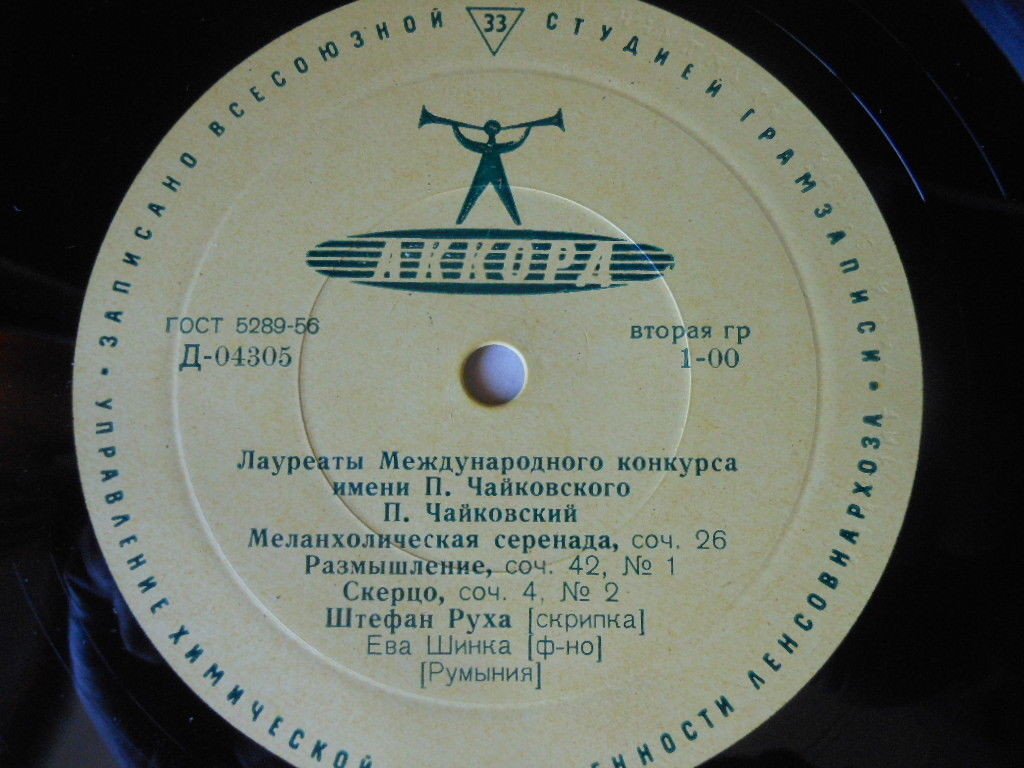 ЗАПИСАНО ВСЕСОЮЗНОЙ СТУДИЕЙ ГРАМЗАПИСИ •
33
АККОРД
ГОСТ 5289-56
Д-04305
вторая гр
1-00
Лауреаты Международного конкурса
имени П. Чайковского
П. Чайковский
Меланхолическая серенада, соч. 26
Размышление, соч. 42, № 1
Скерцо, соч. 4, № 2
Штефан Руха [скрипка]
Ева Шинка [ф-но]
[Румыния]
• УПРАВЛЕНИЕ ХИМИЧЕСКОЙ ЛЕНСОВНАРХОЗА